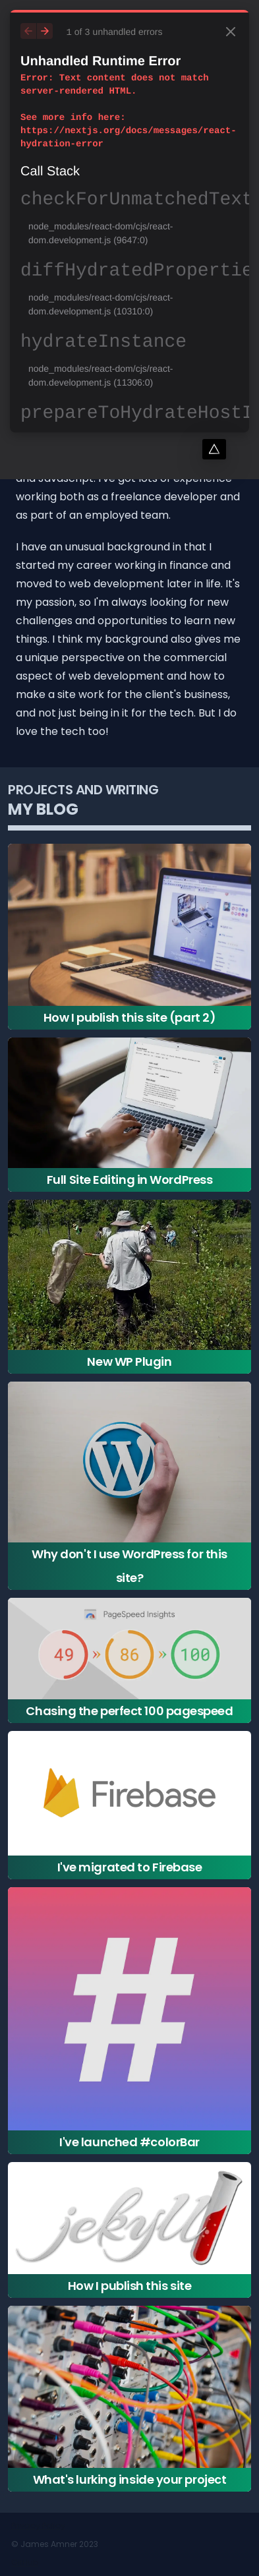 1 of 3 unhandled errors
Unhandled Runtime Error
Error: Text content does not match
server-rendered HTML.
See more info here:
https://nextjs.org/docs/messages/react-
hydration-error
Call Stack
checkForUnmatchedText
node_modules/react-dom/cjs/react-
dom.development.js (9647:0)
diffHydratedPropertie
node_modules/react-dom/cjs/react-
dom.development.js (10310:0)
hydrateInstance
node_modules/react-dom/cjs/react-
dom.development.js (11306:0)
prepareToHydrateHostI
and Javascript. I've got lots of experience
working both as a freelance developer and
as part of an employed team.
I have an unusual background in that I
started my career working in finance and
moved to web development later in life. It's
my passion, so I'm always looking for new
challenges and opportunities to learn new
things. I think my background also gives me
a unique perspective on the commercial
aspect of web development and how to
make a site work for the client's business,
and not just being in it for the tech. But I do
love the tech too!
PROJECTS AND WRITING
MY BLOG
How I publish this site (part 2)
Full Site Editing in WordPress
New WP Plugin
Why don't I use WordPress for this
site?
PageSpeed Insights
49 » 86 » 100
Chasing the perfect 100 pagespeed
Firebase
I've migrated to Firebase
#
I've launched #colorBar
jekyll
How I publish this site
What's lurking inside your project
© James Amner 2023